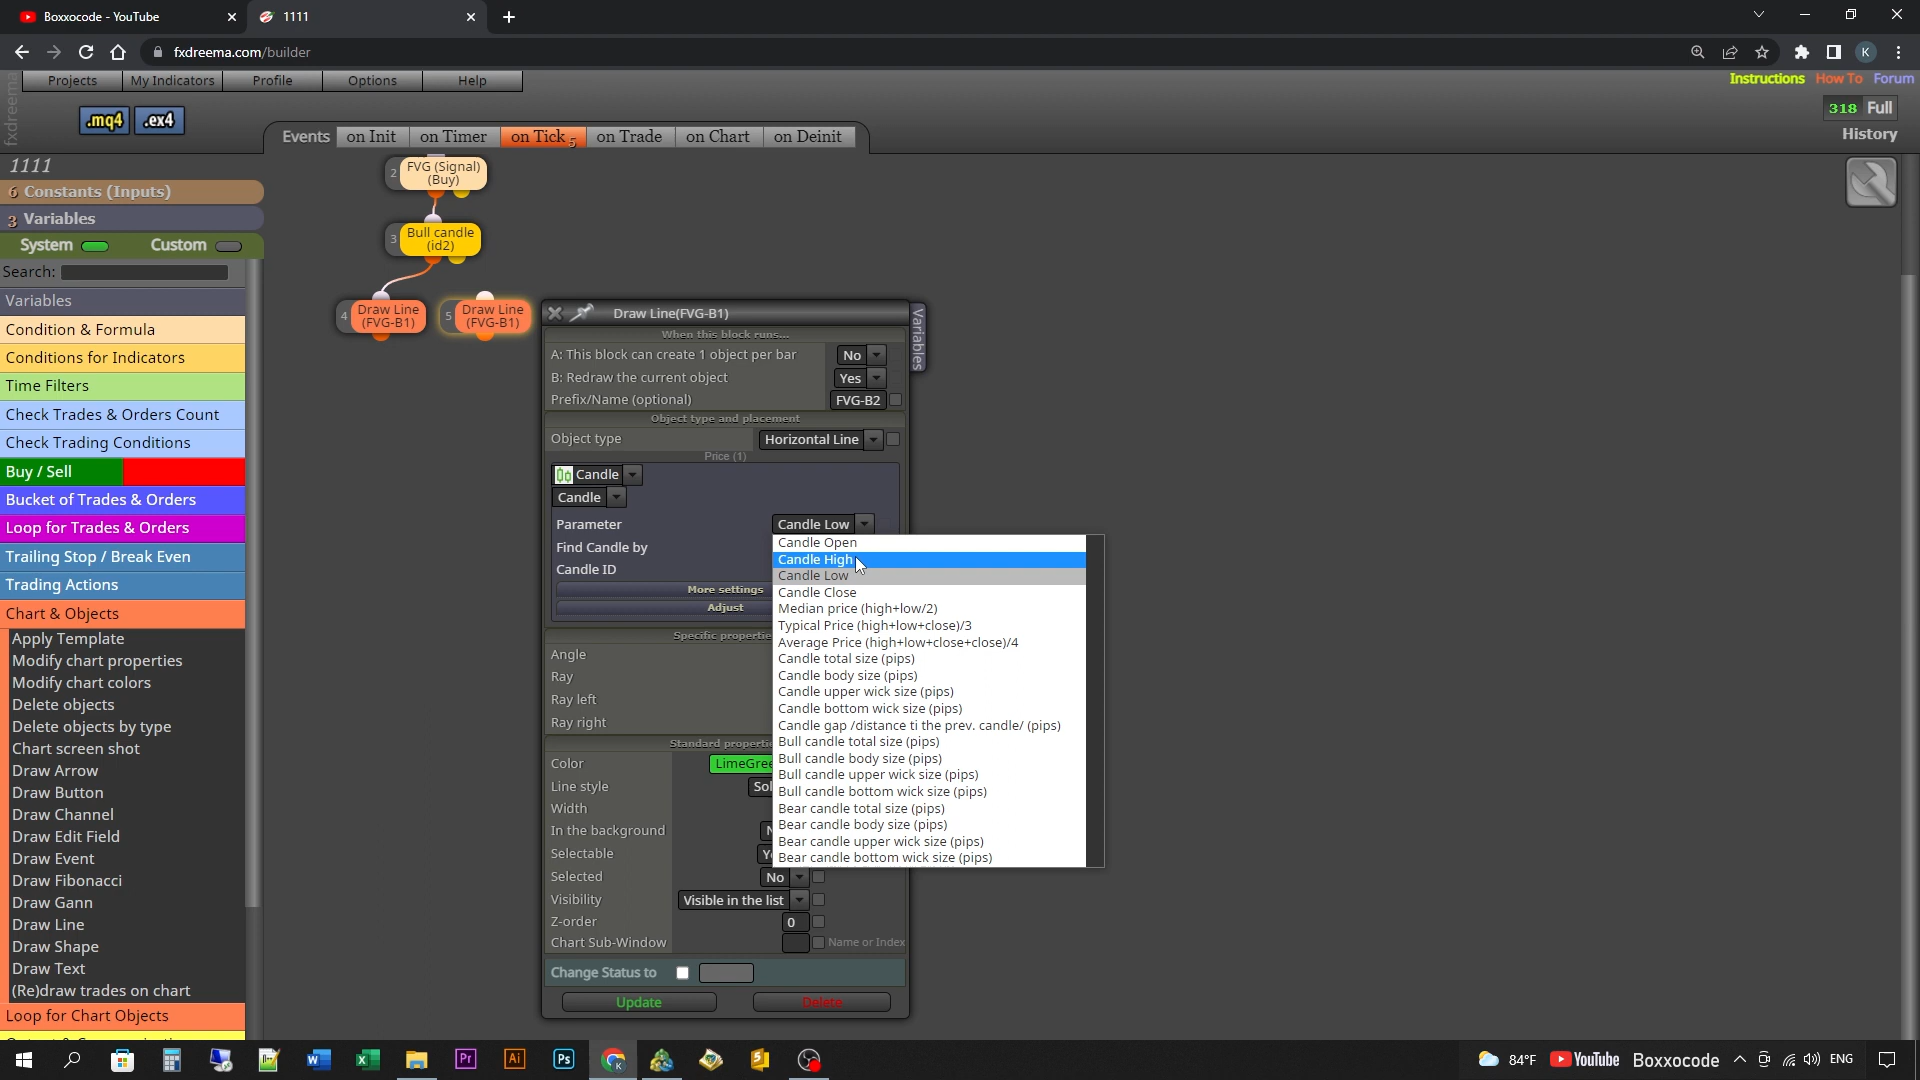 Boxxocode - YouTube
1111
fxdreema.com/builder
K
Projects
My Indicators
Profile
Options
Help
Instructions
How To
Forum
fxdreema
.mq4
.ex4
318 Full
History
Events
on Init
on Timer
on Tick 5
on Trade
on Chart
on Deinit
1111
6 Constants (Inputs)
3 Variables
System
Custom
Search:
Variables
Condition & Formula
Conditions for Indicators
Time Filters
Check Trades & Orders Count
Check Trading Conditions
Buy / Sell
Bucket of Trades & Orders
Loop for Trades & Orders
Trailing Stop / Break Even
Trading Actions
Chart & Objects
Apply Template
Modify chart properties
Modify chart colors
Delete objects
Delete objects by type
Chart screen shot
Draw Arrow
Draw Button
Draw Channel
Draw Edit Field
Draw Event
Draw Fibonacci
Draw Gann
Draw Line
Draw Shape
Draw Text
(Re)draw trades on chart
Loop for Chart Objects
2 FVG (Signal)
(Buy)
3 Bull candle
(id2)
4 Draw Line
(FVG-B1)
5 Draw Line
(FVG-B1)
Draw Line(FVG-B1)
Variables
When this block runs...
A: This block can create 1 object per bar No
B: Redraw the current object Yes
Prefix/Name (optional) FVG-B2
Object type and placement
Object type Horizontal Line
Price (1)
Candle
Candle
Parameter Candle Low
Find Candle by
Candle ID
More settings
Adjust
Candle Open
Candle High
Candle Low
Candle Close
Median price (high+low/2)
Typical Price (high+low+close)/3
Average Price (high+low+close+close)/4
Candle total size (pips)
Candle body size (pips)
Candle upper wick size (pips)
Candle bottom wick size (pips)
Candle gap /distance ti the prev. candle/ (pips)
Bull candle total size (pips)
Bull candle body size (pips)
Bull candle upper wick size (pips)
Bull candle bottom wick size (pips)
Bear candle total size (pips)
Bear candle body size (pips)
Bear candle upper wick size (pips)
Bear candle bottom wick size (pips)
Specific propertie
Angle
Ray
Ray left
Ray right
Standard propertie
Color LimeGree
Line style Sol
Width
In the background
Selectable
Selected No
Visibility Visible in the list
Z-order 0
Chart Sub-Window Name or Index
Change Status to
Update
Delete
84°F
YouTube Boxxocode
ENG